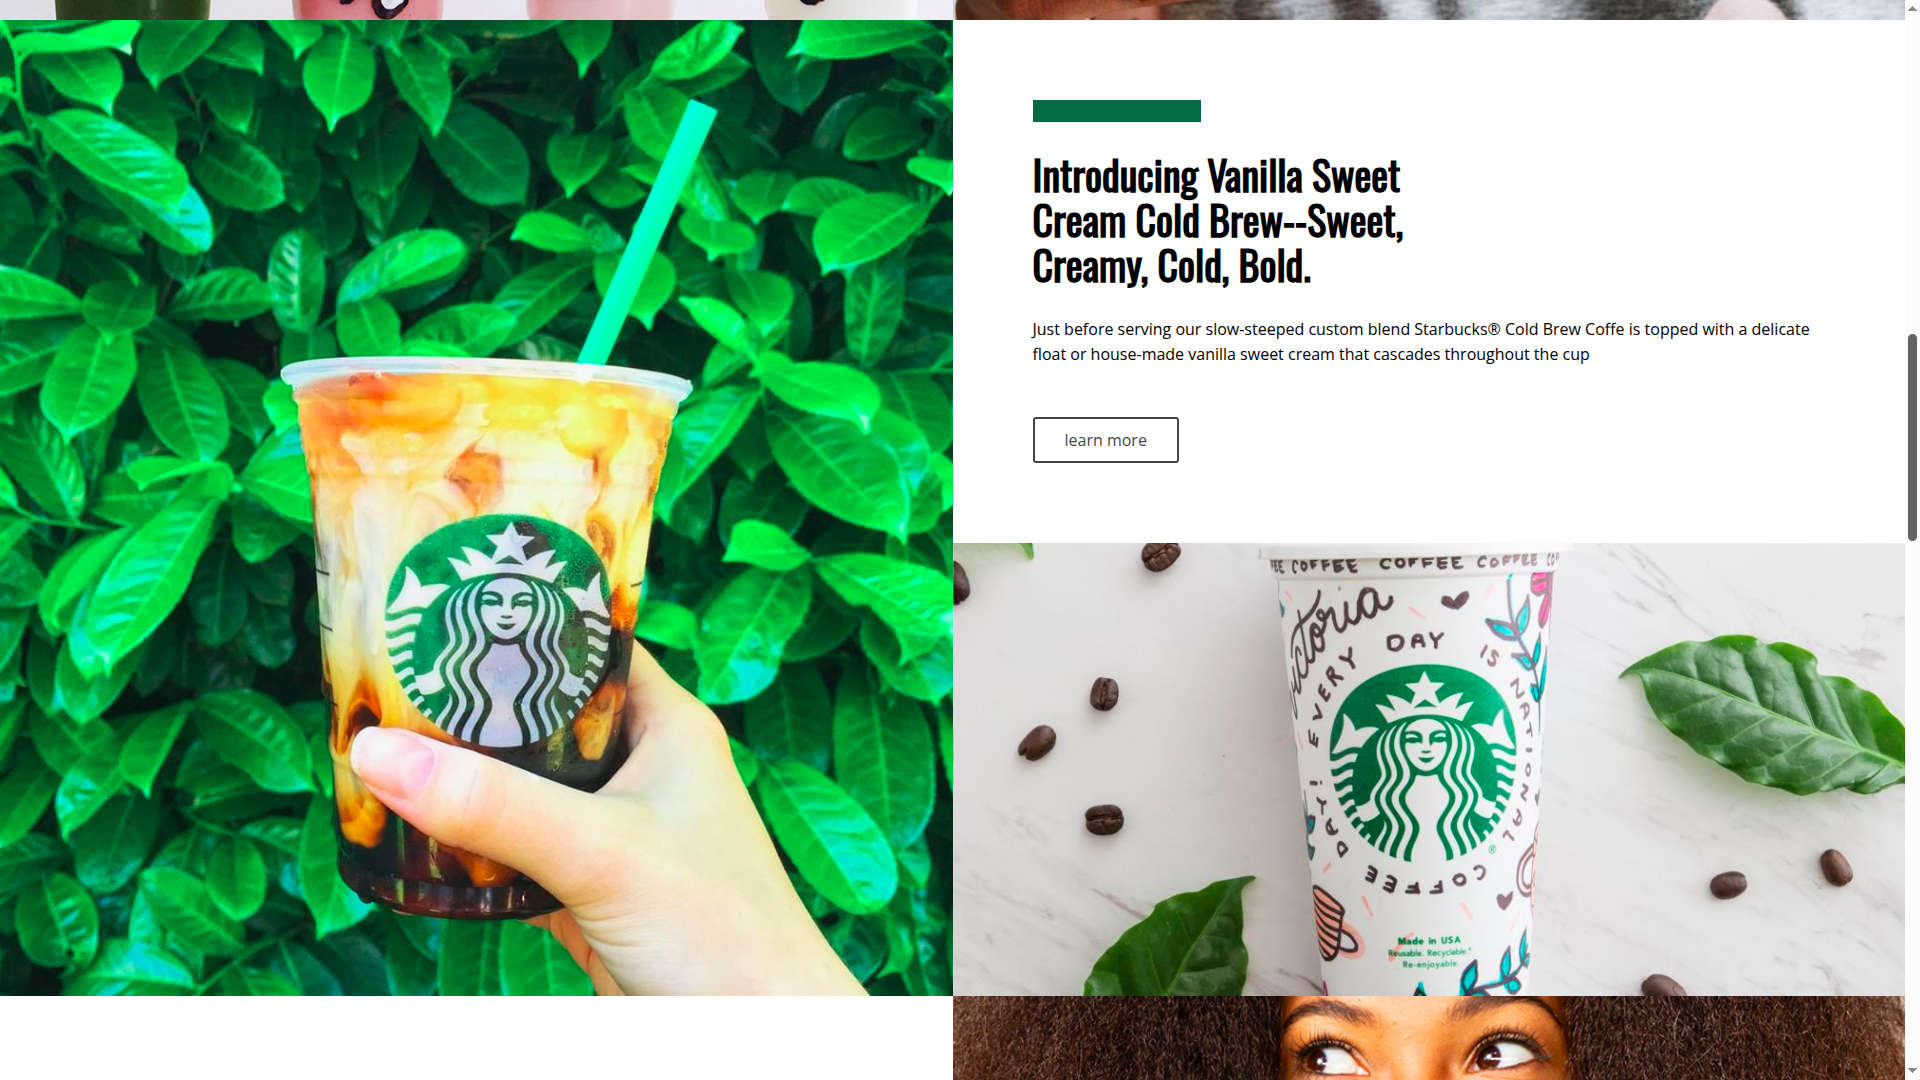 Introducing Vanilla Sweet
Cream Cold Brew--Sweet,
Creamy, Cold, Bold.
Just before serving our slow-steeped custom blend Starbucks® Cold Brew Coffe is topped with a delicate
float or house-made vanilla sweet cream that cascades throughout the cup
learn more
COFFEE COFFEE COFFEE
EVERY DAY IS NATIONAL COFFEE DAY!
®
Made in USA
Reusable. Recyclable.*
Re-enjoyable.